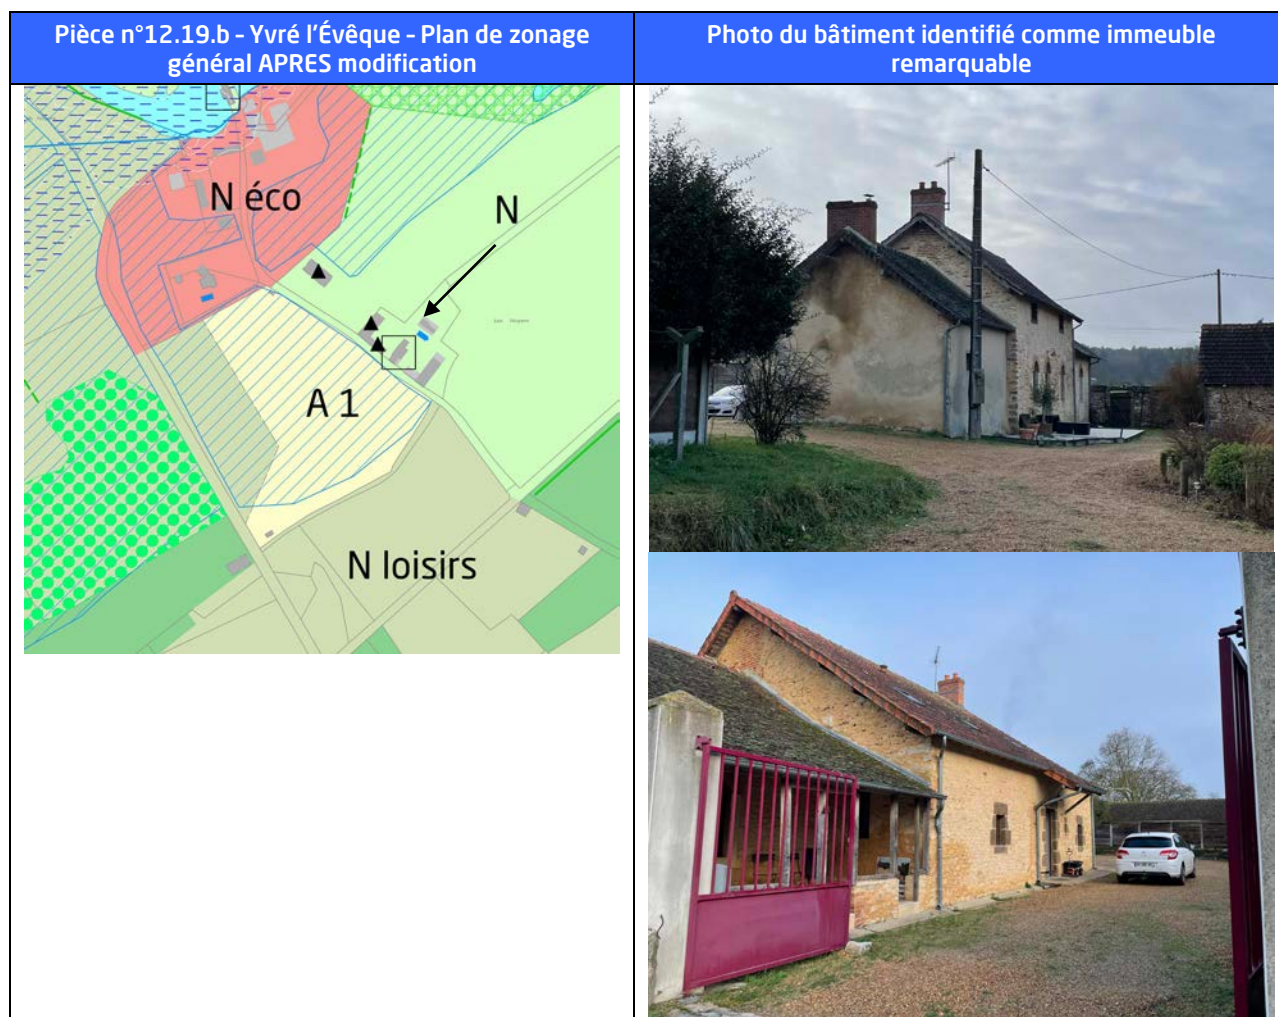 Pièce n°12.19.b - Yvré l'Évêque - Plan de zonage
général APRES modification
Photo du bâtiment identifié comme immeuble
remarquable
N éco
N
A 1
N loisirs